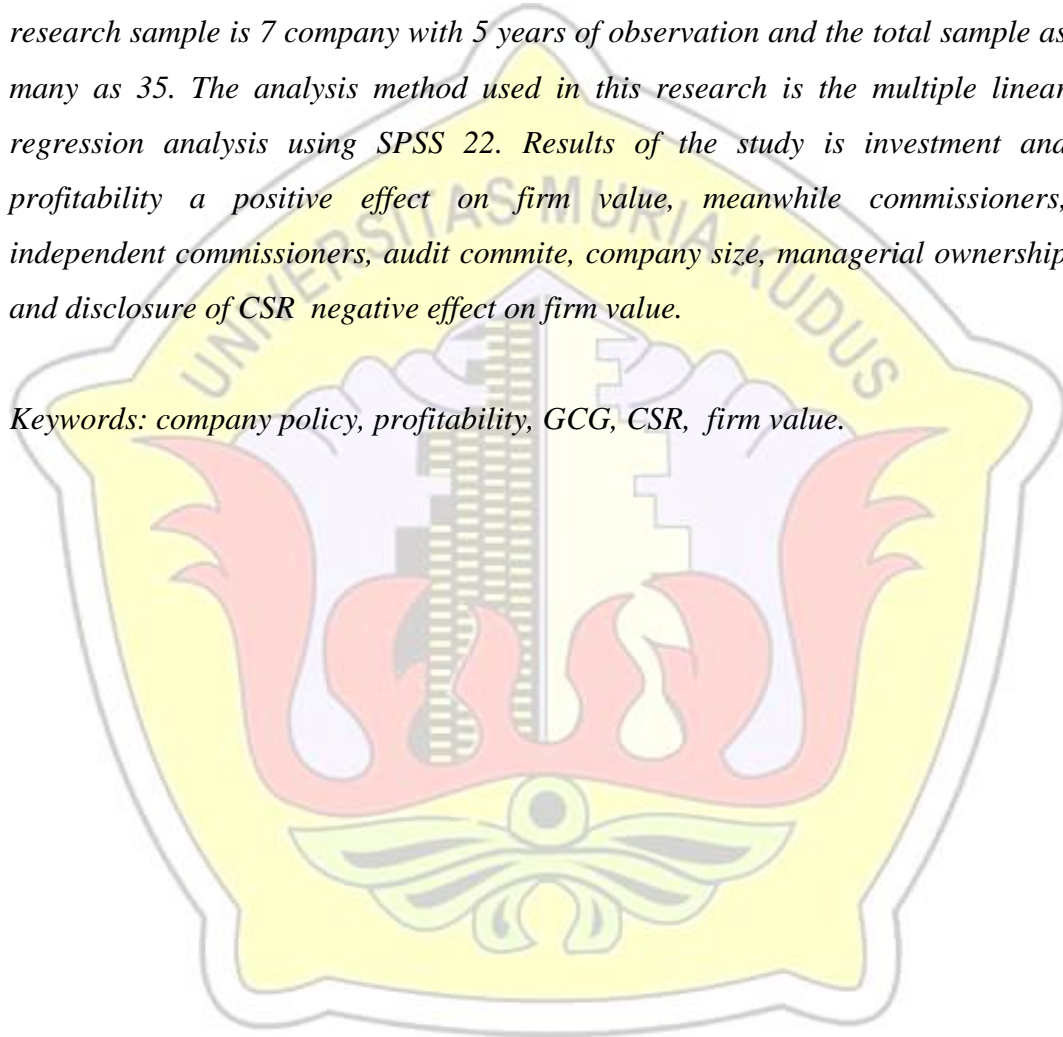 research sample is 7 company with 5 years of observation and the total sample as
many as 35. The analysis method used in this research is the multiple linear
regression analysis using SPSS 22. Results of the study is investment and
profitability a positive effect on firm value, meanwhile commissioners,
independent commissioners, audit commite, company size, managerial ownership
and disclosure of CSR negative effect on firm value.
Keywords: company policy, profitability, GCG, CSR, firm value.
UNIVERSITAS MURIA KUDUS